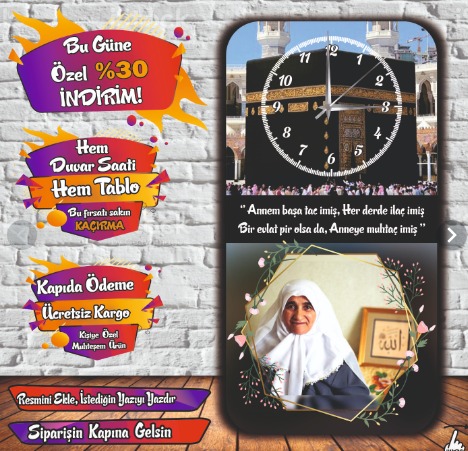 Bu Güne
Özel %30
İNDİRİM!
Hem
Duvar Saati
Hem Tablo
Bu fırsatı sakın
KAÇIRMA
Kapıda Ödeme
Ücretsiz Kargo
Kişiye Özel
Muhteşem Ürün
Resmini Ekle, İstediğin Yazıyı Yazdır
Siparişin Kapına Gelsin
12
1
2
3
4
5
6
7
8
9
10
11
" Annem başa taç imiş, Her derde ilaç imiş
Bir evlat pir olsa da, Anneye muhtaç imiş "
الله